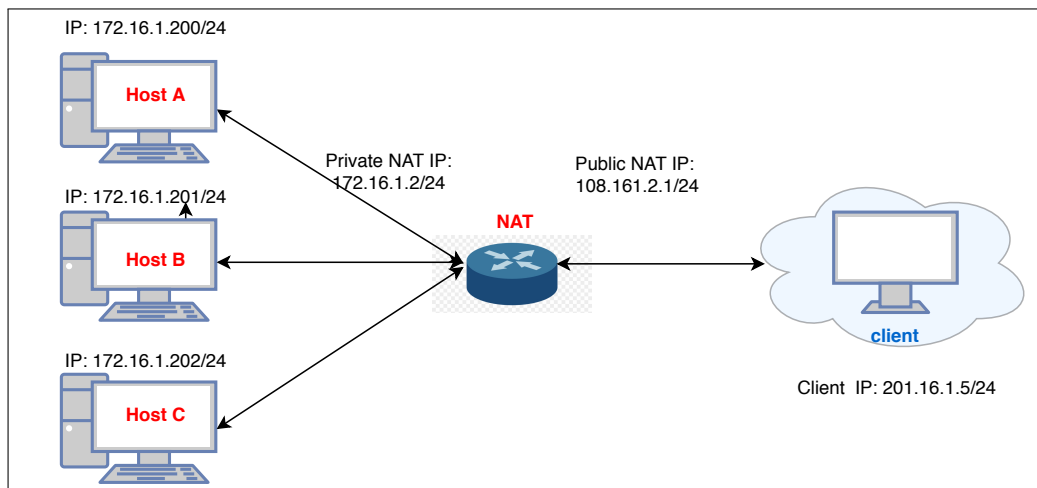 IP: 172.16.1.200/24
Host A
Private NAT IP:
172.16.1.2/24
Public NAT IP:
108.161.2.1/24
IP: 172.16.1.201/24
NAT
Host B
client
IP: 172.16.1.202/24
Client IP: 201.16.1.5/24
Host C